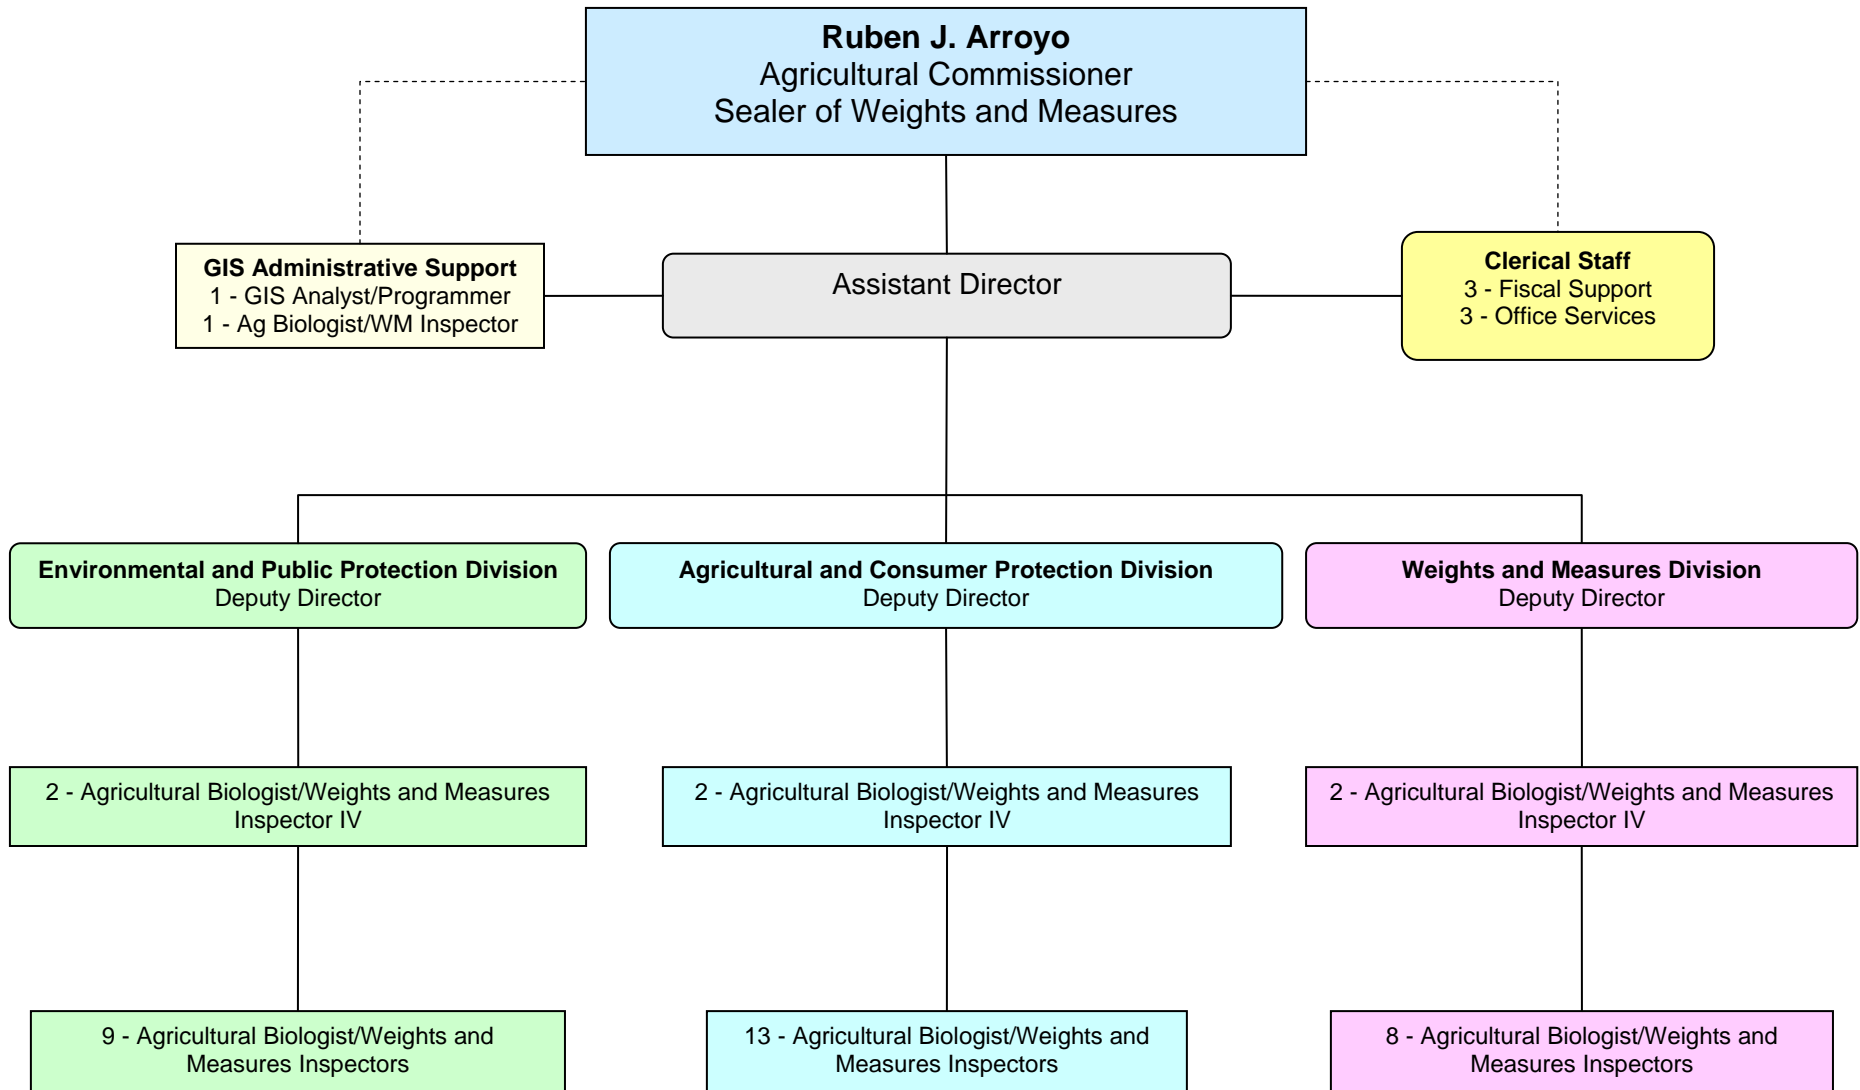 Ruben J. Arroyo
Agricultural Commissioner
Sealer of Weights and Measures
GIS Administrative Support
1 - GIS Analyst/Programmer
1 - Ag Biologist/WM Inspector
Assistant Director
Clerical Staff
3 - Fiscal Support
3 - Office Services
Environmental and Public Protection Division
Deputy Director
Agricultural and Consumer Protection Division
Deputy Director
Weights and Measures Division
Deputy Director
2 - Agricultural Biologist/Weights and Measures
Inspector IV
2 - Agricultural Biologist/Weights and Measures
Inspector IV
2 - Agricultural Biologist/Weights and Measures
Inspector IV
9 - Agricultural Biologist/Weights and
Measures Inspectors
13 - Agricultural Biologist/Weights and
Measures Inspectors
8 - Agricultural Biologist/Weights and
Measures Inspectors